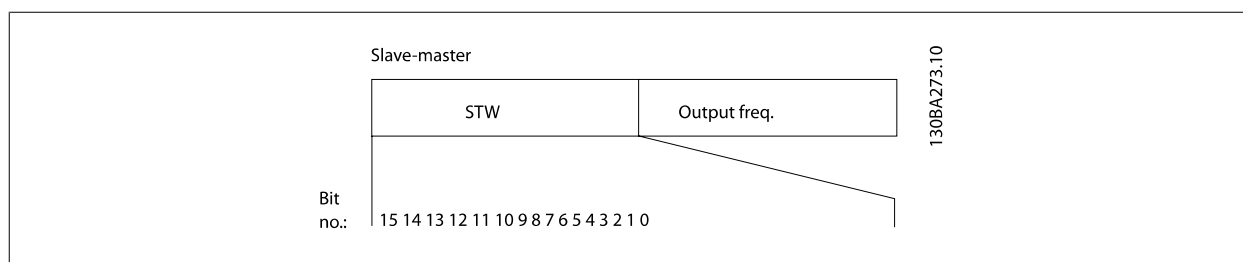 Slave-master
STW
Output freq.
130BA273.10
Bit
no.:
15 14 13 12 11 10 9 8 7 6 5 4 3 2 1 0